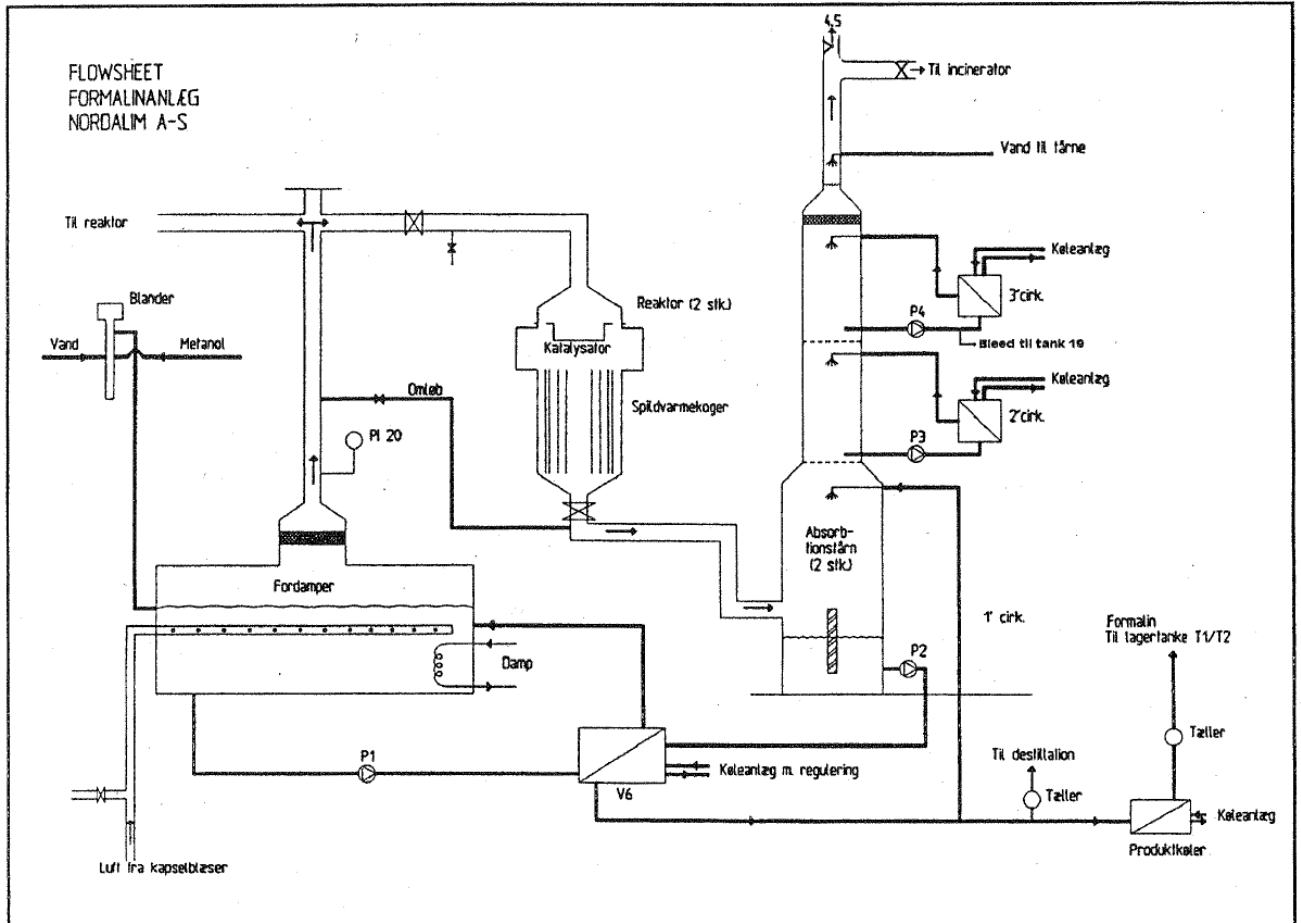 FLOWSHEET
FORMALINANLÆG
NORDALIM A-S
4,5
Til incinerator
Vand til tårne
Til reaktor
Køleanlæg
Blander
Reaktor (2 stk.)
3° cirk.
P4
Bleed til tank 19
Katalysator
Vand
Metanol
Køleanlæg
Omløb
Spildvarmekoger
2° cirk.
PI 20
P3
Absorb-
tionstårn
(2 stk.)
Fordamper
1° cirk.
Formalin
Til lagertanke T1/T2
P2
Damp
Tæller
P1
Til destillation
Køleanlæg m. regulering
V6
Tæller
Køleanlæg
Produktkøler
Luft fra kapselblæser